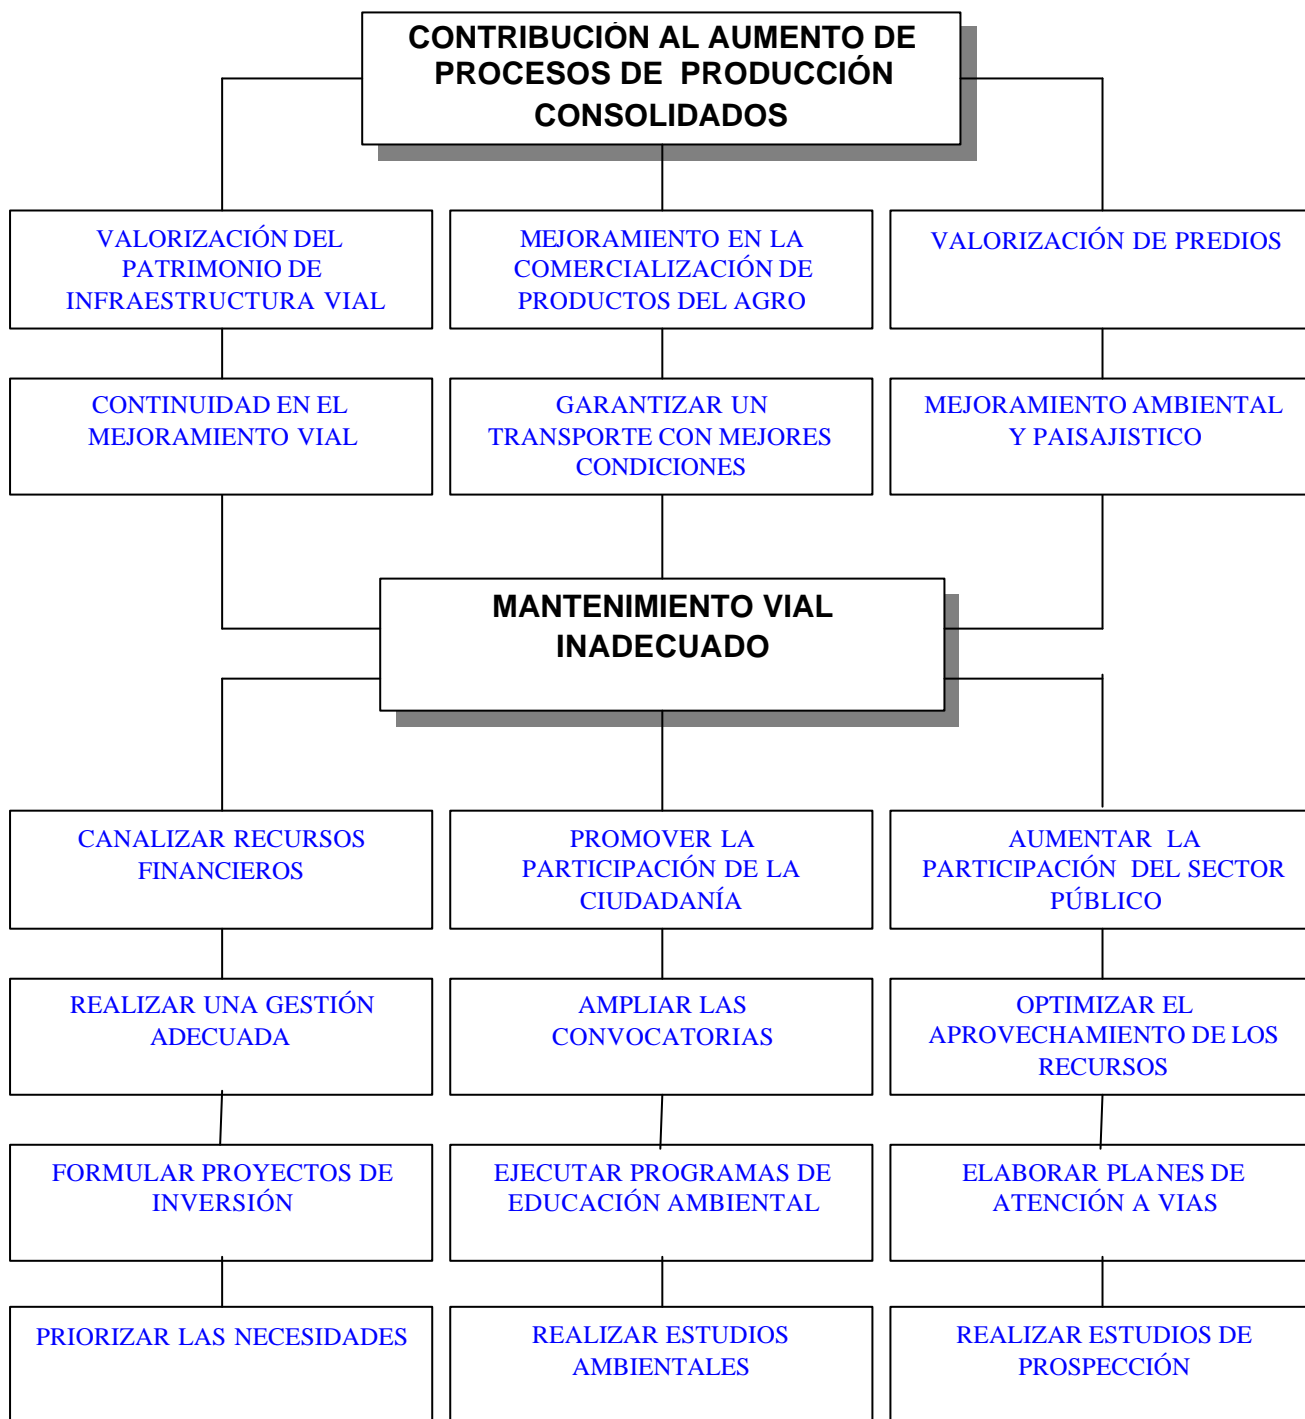 CONTRIBUCIÓN AL AUMENTO DE
PROCESOS DE PRODUCCIÓN
CONSOLIDADOS
VALORIZACIÓN DEL
PATRIMONIO DE
INFRAESTRUCTURA VIAL
MEJORAMIENTO EN LA
COMERCIALIZACIÓN DE
PRODUCTOS DEL AGRO
VALORIZACIÓN DE PREDIOS
CONTINUIDAD EN EL
MEJORAMIENTO VIAL
GARANTIZAR UN
TRANSPORTE CON MEJORES
CONDICIONES
MEJORAMIENTO AMBIENTAL
Y PAISAJISTICO
MANTENIMIENTO VIAL
INADECUADO
CANALIZAR RECURSOS
FINANCIEROS
PROMOVER LA
PARTICIPACIÓN DE LA
CIUDADANÍA
AUMENTAR LA
PARTICIPACIÓN DEL SECTOR
PÚBLICO
REALIZAR UNA GESTIÓN
ADECUADA
AMPLIAR LAS
CONVOCATORIAS
OPTIMIZAR EL
APROVECHAMIENTO DE LOS
RECURSOS
FORMULAR PROYECTOS DE
INVERSIÓN
EJECUTAR PROGRAMAS DE
EDUCACIÓN AMBIENTAL
ELABORAR PLANES DE
ATENCIÓN A VIAS
PRIORIZAR LAS NECESIDADES
REALIZAR ESTUDIOS
AMBIENTALES
REALIZAR ESTUDIOS DE
PROSPECCIÓN